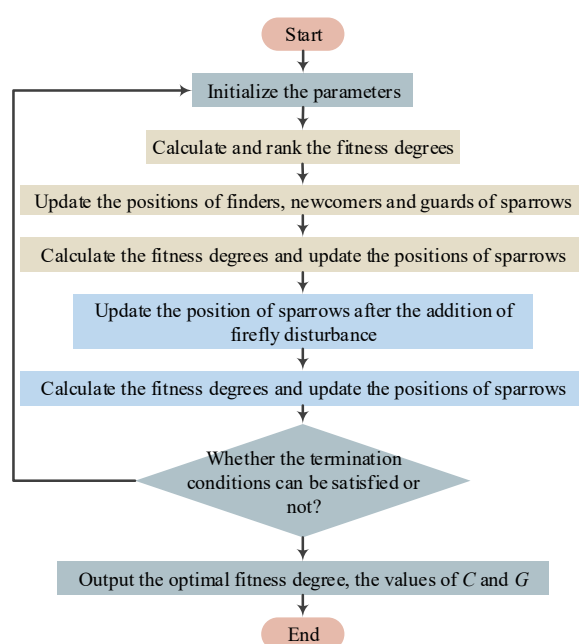 Start
Initialize the parameters
Calculate and rank the fitness degrees
Update the positions of finders, newcomers and guards of sparrows
Calculate the fitness degrees and update the positions of sparrows
Update the position of sparrows after the addition of
firefly disturbance
Calculate the fitness degrees and update the positions of sparrows
Whether the termination
conditions can be satisfied or
not?
Output the optimal fitness degree, the values of C and G
End